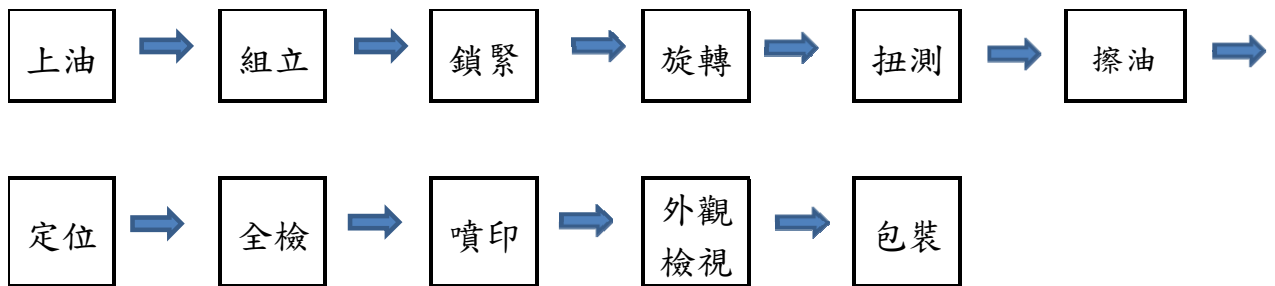 上油 組立 鎖緊 旋轉 扭測 擦油
定位 全檢 噴印 外觀檢視 包裝